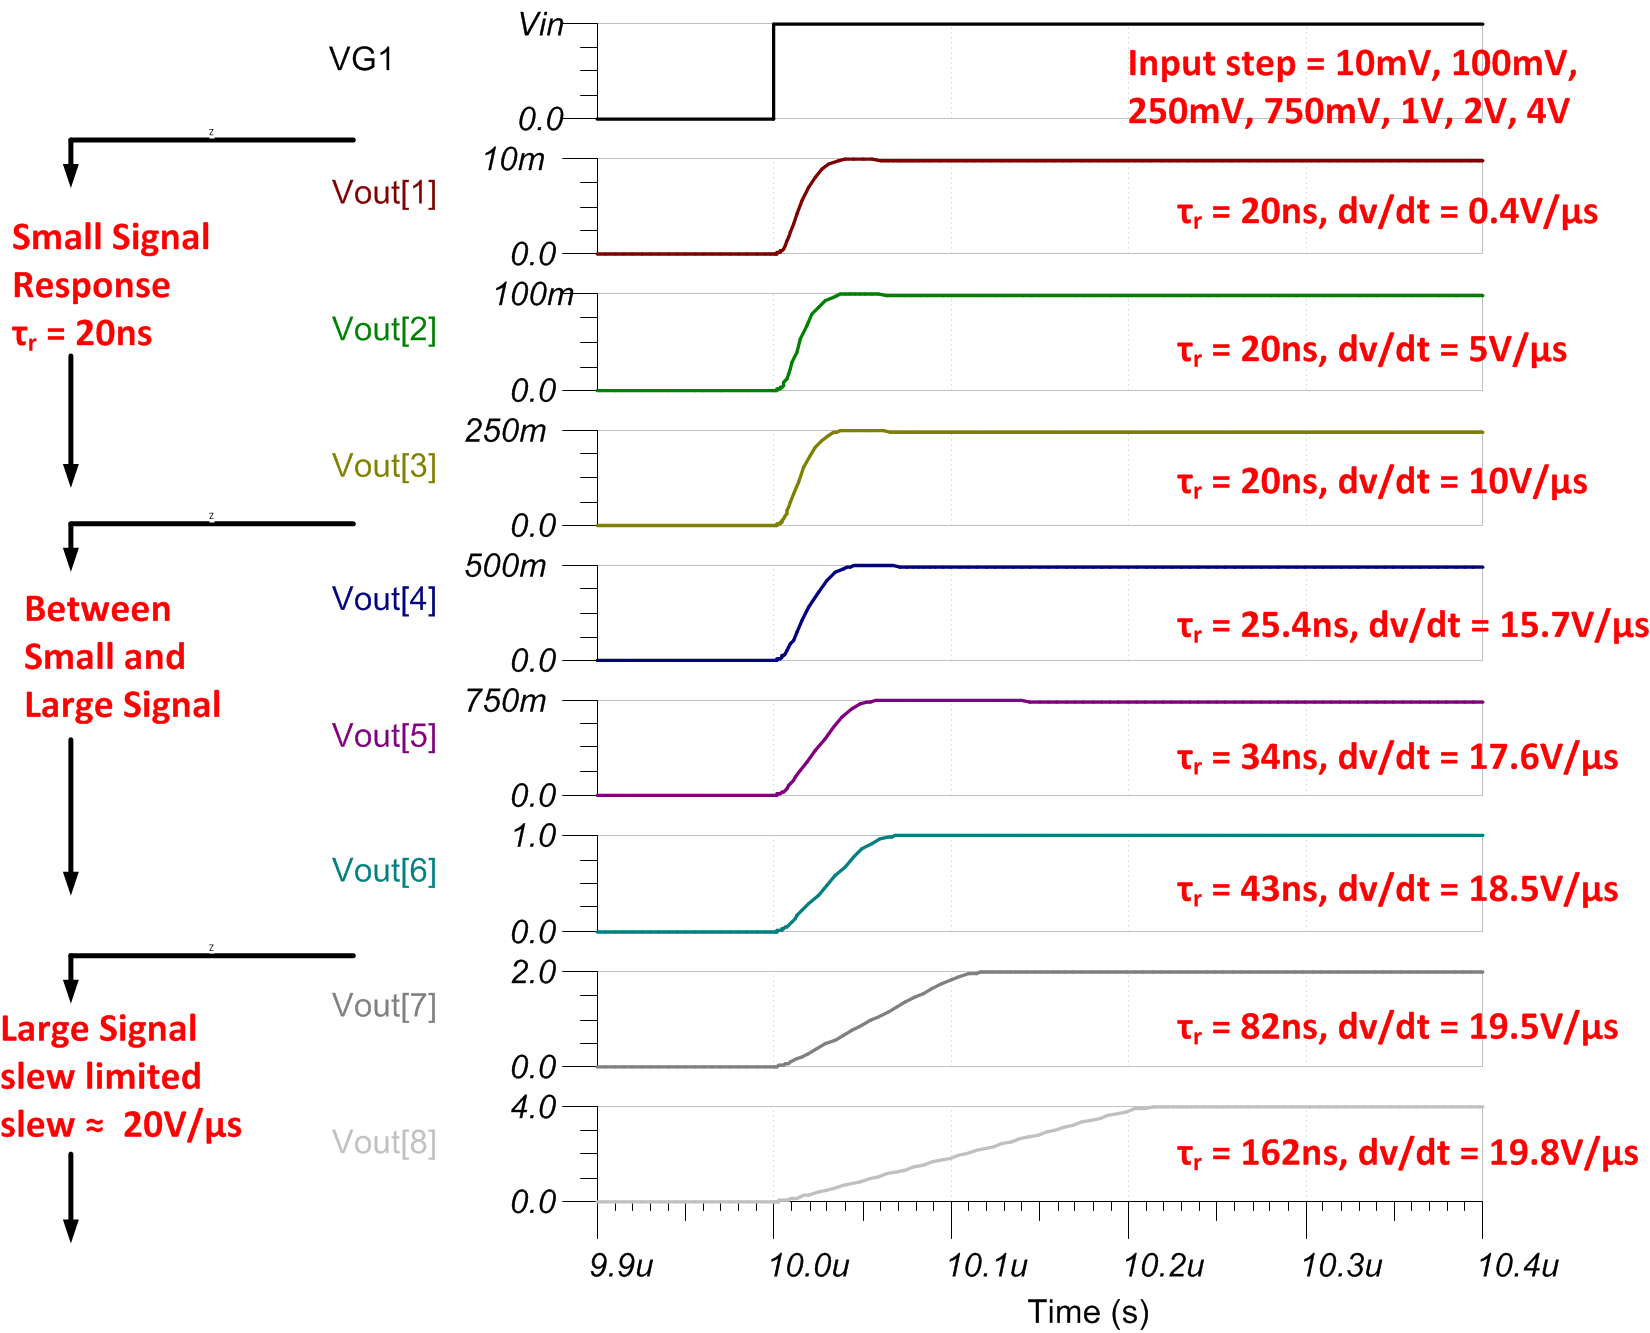 Vin
VG1
0.0
Input step = 10mV, 100mV,
250mV, 750mV, 1V, 2V, 4V
z
10m
Vout[1]
0.0
τr = 20ns, dv/dt = 0.4V/µs
Small Signal
Response
τr = 20ns
100m
Vout[2]
0.0
τr = 20ns, dv/dt = 5V/µs
250m
Vout[3]
0.0
τr = 20ns, dv/dt = 10V/µs
z
500m
Vout[4]
0.0
τr = 25.4ns, dv/dt = 15.7V/µs
Between
Small and
Large Signal
750m
Vout[5]
0.0
τr = 34ns, dv/dt = 17.6V/µs
1.0
Vout[6]
0.0
τr = 43ns, dv/dt = 18.5V/µs
z
2.0
Vout[7]
0.0
τr = 82ns, dv/dt = 19.5V/µs
Large Signal
slew limited
slew ≈ 20V/µs
4.0
Vout[8]
0.0
τr = 162ns, dv/dt = 19.8V/µs
9.9u 10.0u 10.1u 10.2u 10.3u 10.4u
Time (s)